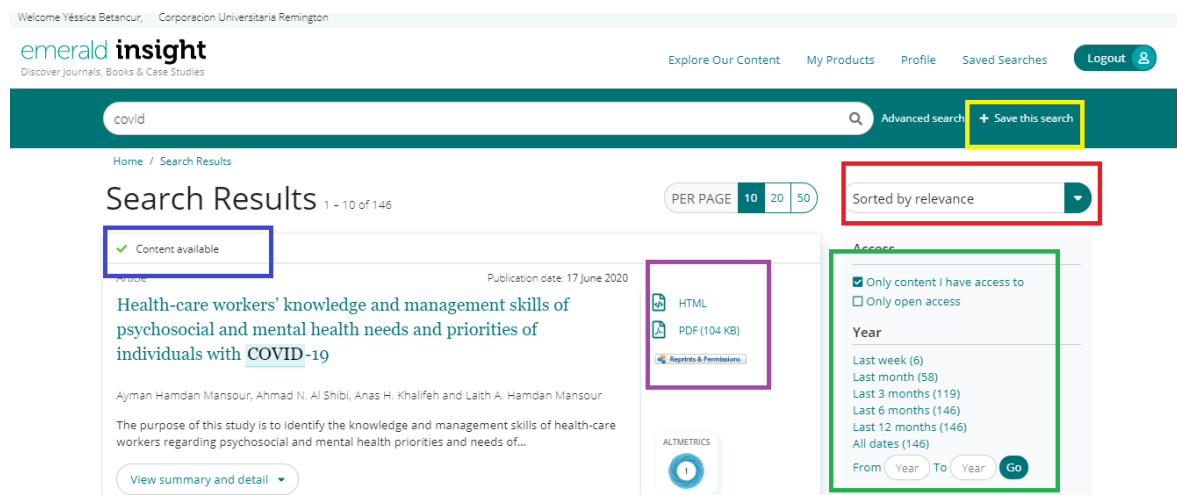 Welcome Yéssica Betancur, Corporacion Universitaria Remington
emerald insight
Discover Journals, Books & Case Studies
Explore Our Content My Products Profile Saved Searches Logout
covid
Advanced search + Save this search
Home / Search Results
Search Results 1 – 10 of 146
PER PAGE 10 20 50
Sorted by relevance
Content available
Article
Publication date: 17 June 2020
Health-care workers’ knowledge and management skills of
psychosocial and mental health needs and priorities of
individuals with COVID-19
Ayman Hamdan Mansour, Ahmad N. Al Shibi, Anas H. Khalifeh and Laith A. Hamdan Mansour
The purpose of this study is to identify the knowledge and management skills of health-care
workers regarding psychosocial and mental health priorities and needs of…
View summary and detail
HTML
PDF (104 KB)
Reprints & Permissions
ALTMETRICS
1
Access
Only content I have access to
Only open access
Year
Last week (6)
Last month (58)
Last 3 months (119)
Last 6 months (146)
Last 12 months (146)
All dates (146)
From Year To Year Go